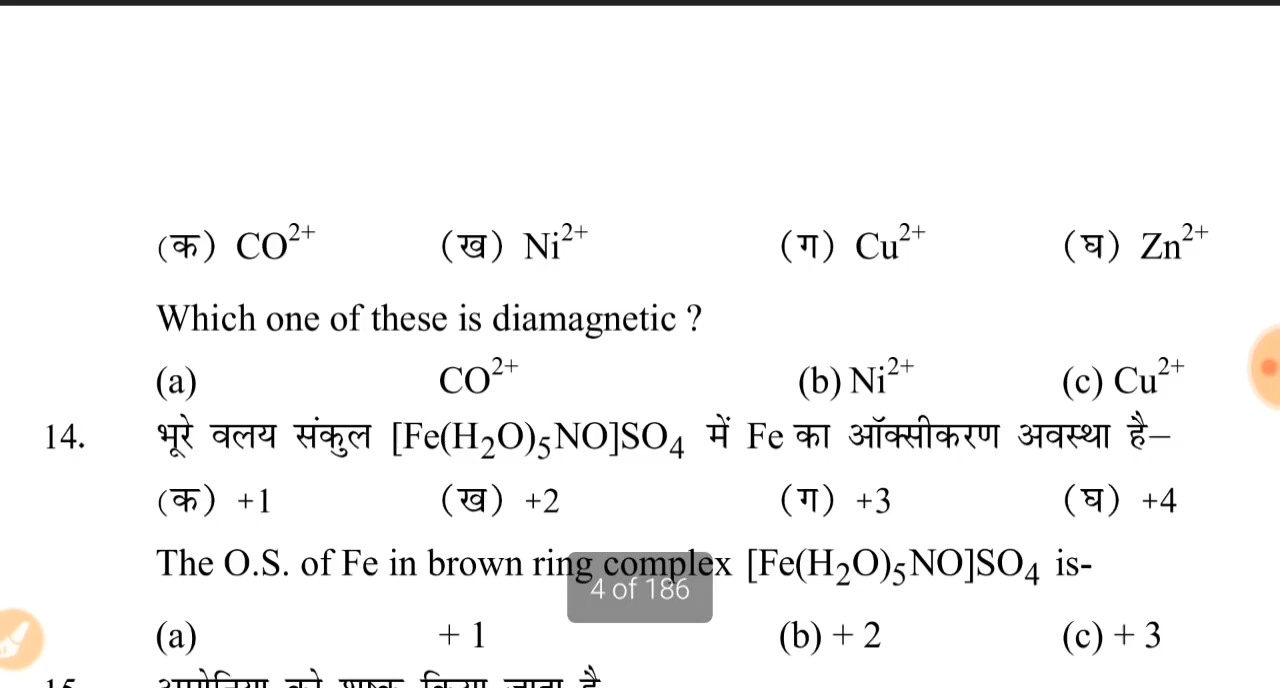 (क) CO²⁺ (ख) Ni²⁺ (ग) Cu²⁺ (घ) Zn²⁺
Which one of these is diamagnetic ?
(a) CO²⁺ (b) Ni²⁺ (c) Cu²⁺
14. भूरे वलय संकुल [Fe(H₂O)₅NO]SO₄ में Fe का ऑक्सीकरण अवस्था है–
(क) +1 (ख) +2 (ग) +3 (घ) +4
The O.S. of Fe in brown ring complex [Fe(H₂O)₅NO]SO₄ is-
4 of 186
(a) + 1 (b) + 2 (c) + 3